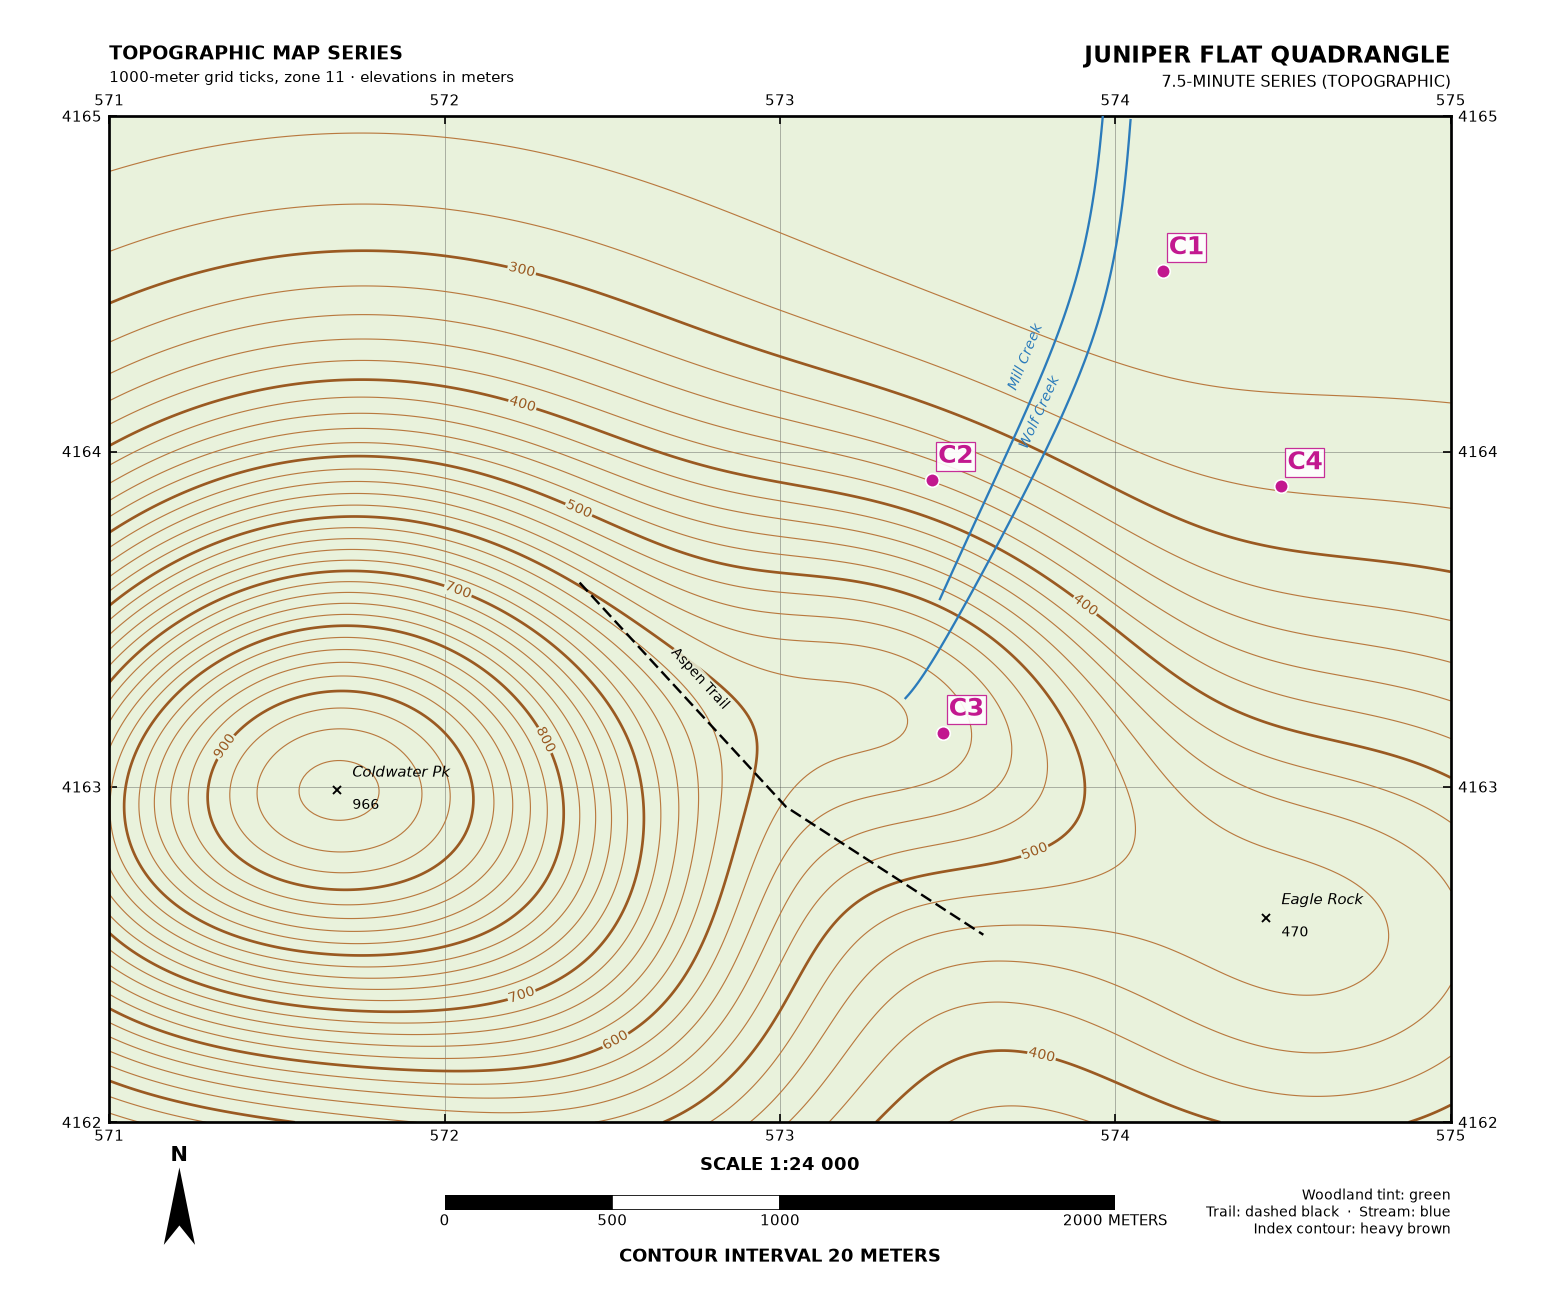 TOPOGRAPHIC MAP SERIES
1000-meter grid ticks, zone 11 · elevations in meters
JUNIPER FLAT QUADRANGLE
7.5-MINUTE SERIES (TOPOGRAPHIC)
571 572 573 574 575
4165 4165
C1
300
Mill Creek
Wolf Creek
400
4164 4164
C2
C4
500
700
400
Aspen Trail
C3
900
800
Coldwater Pk
966
4163 4163
500
Eagle Rock
470
700
600
400
4162 4162
571 572 573 574 575
N
SCALE 1:24 000
0 500 1000 2000 METERS
CONTOUR INTERVAL 20 METERS
Woodland tint: green
Trail: dashed black · Stream: blue
Index contour: heavy brown